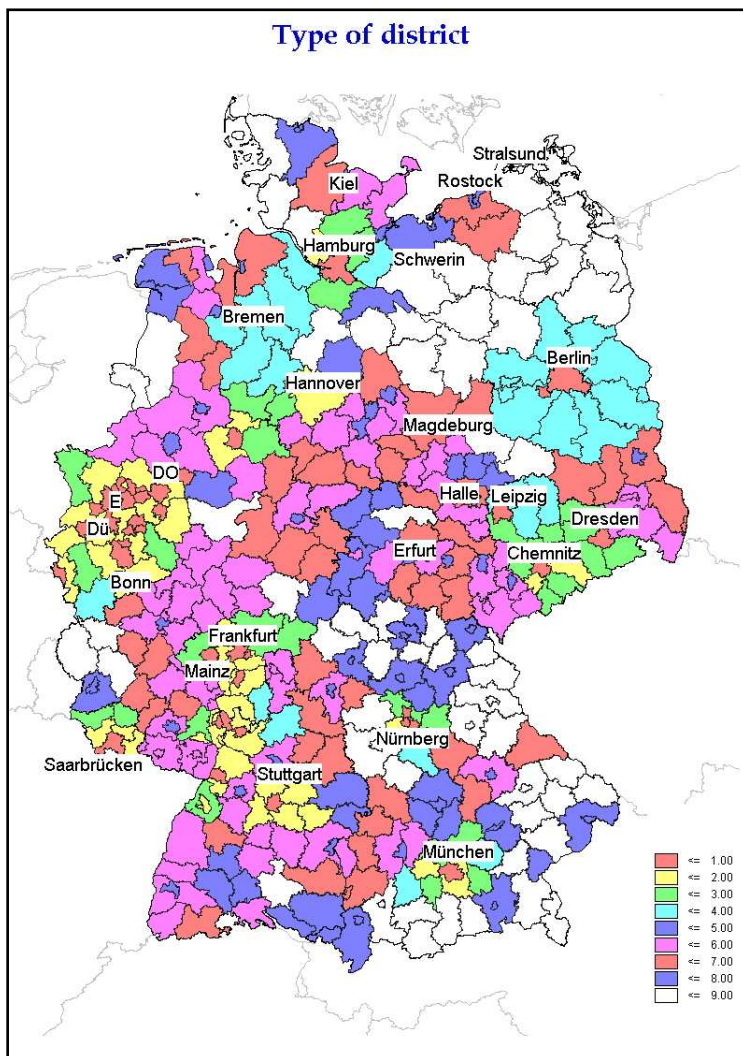 Type of district
Stralsund
Kiel
Rostock
Hamburg
Schwerin
Bremen
Berlin
Hannover
Magdeburg
DO
E
Halle
Leipzig
Dü
Dresden
Erfurt
Chemnitz
Bonn
Frankfurt
Mainz
Nürnberg
Saarbrücken
Stuttgart
München
<= 1.00
<= 2.00
<= 3.00
<= 4.00
<= 5.00
<= 6.00
<= 7.00
<= 8.00
<= 9.00